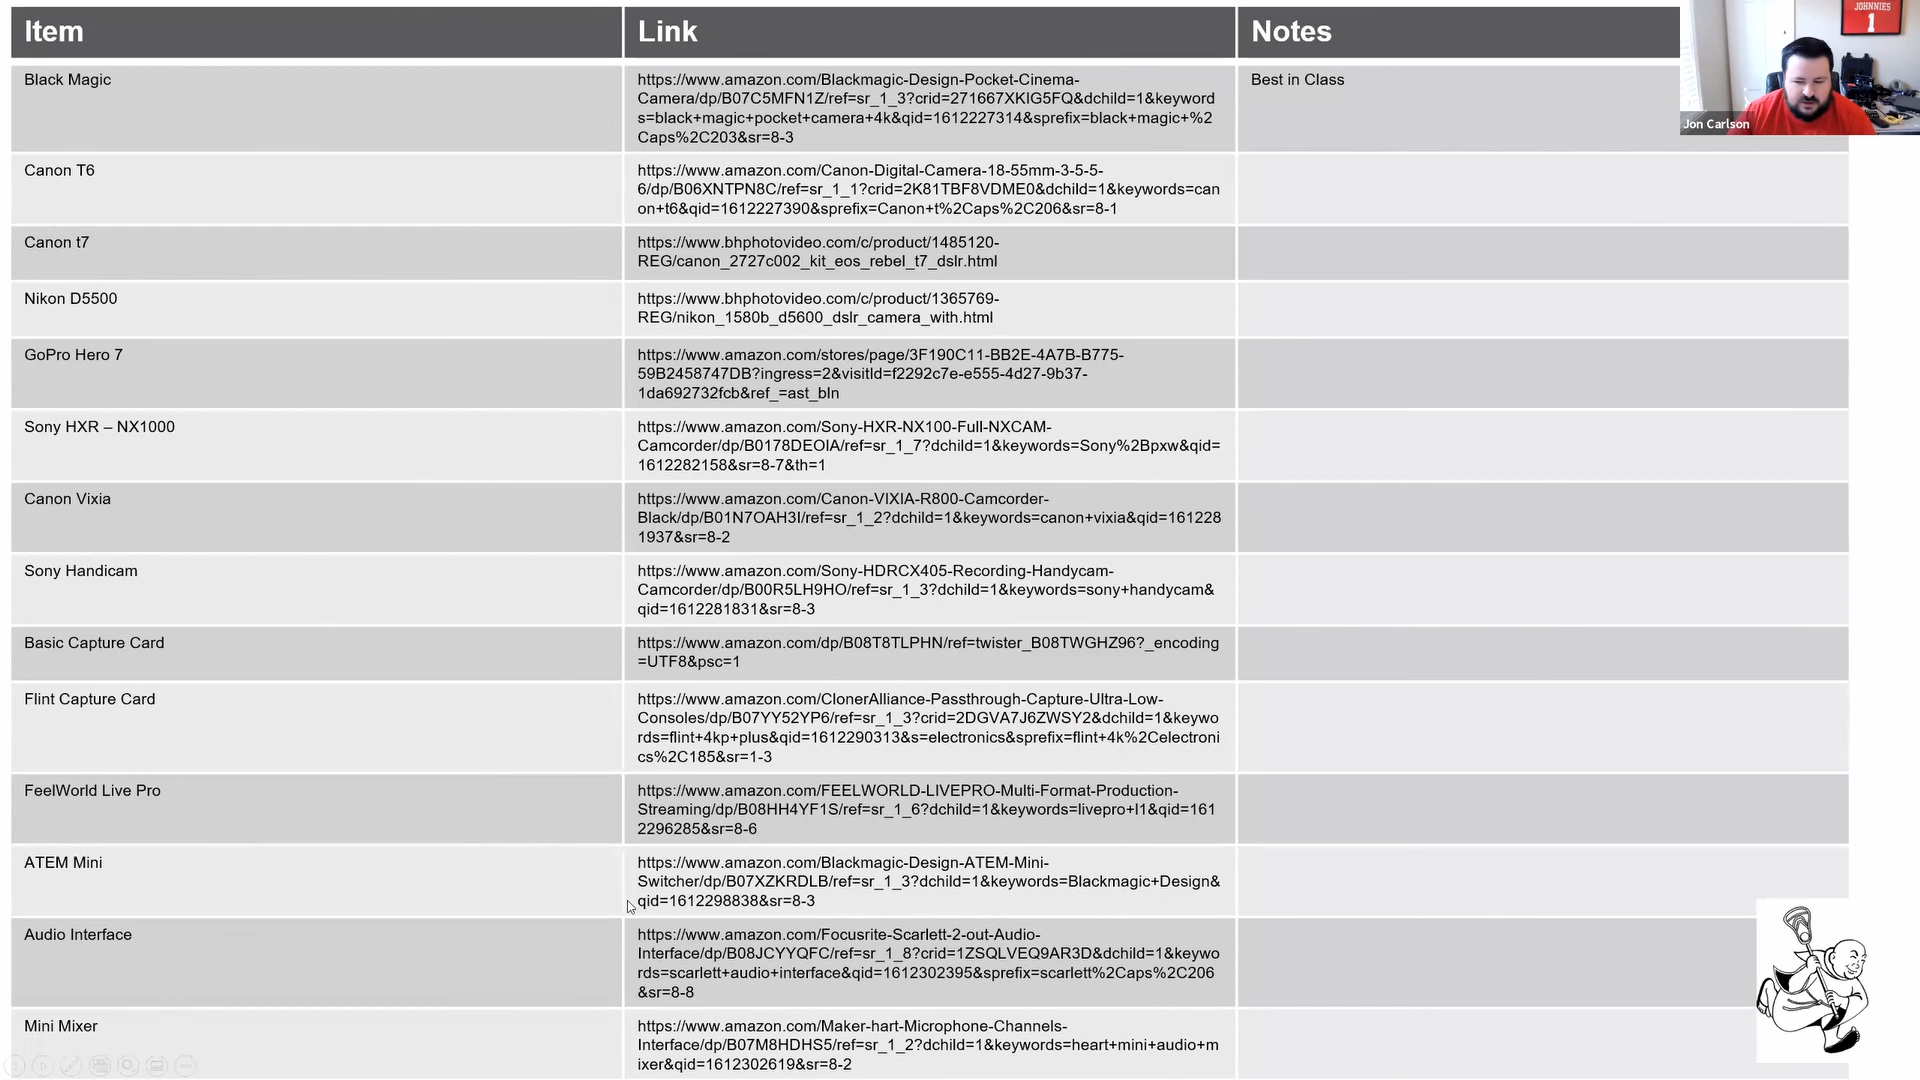 Item Link Notes
Black Magic
https://www.amazon.com/Blackmagic-Design-Pocket-Cinema-
Camera/dp/B07C5MFN1Z/ref=sr_1_3?crid=271667XKIG5FQ&dchild=1&keyword
s=black+magic+pocket+camera+4k&qid=1612227314&sprefix=black+magic+%2
Caps%2C203&sr=8-3
Best in Class
Canon T6
https://www.amazon.com/Canon-Digital-Camera-18-55mm-3-5-5-
6/dp/B06XNTPN8C/ref=sr_1_1?crid=2K81TBF8VDME0&dchild=1&keywords=can
on+t6&qid=1612227390&sprefix=Canon+t%2Caps%2C206&sr=8-1
Canon t7
https://www.bhphotovideo.com/c/product/1485120-
REG/canon_2727c002_kit_eos_rebel_t7_dslr.html
Nikon D5500
https://www.bhphotovideo.com/c/product/1365769-
REG/nikon_1580b_d5600_dslr_camera_with.html
GoPro Hero 7
https://www.amazon.com/stores/page/3F190C11-BB2E-4A7B-B775-
59B2458747DB?ingress=2&visitId=f2292c7e-e555-4d27-9b37-
1da692732fcb&ref_=ast_bln
Sony HXR – NX1000
https://www.amazon.com/Sony-HXR-NX100-Full-NXCAM-
Camcorder/dp/B0178DEOIA/ref=sr_1_7?dchild=1&keywords=Sony%2Bpxw&qid=
1612282158&sr=8-7&th=1
Canon Vixia
https://www.amazon.com/Canon-VIXIA-R800-Camcorder-
Black/dp/B01N7OAH3I/ref=sr_1_2?dchild=1&keywords=canon+vixia&qid=161228
1937&sr=8-2
Sony Handicam
https://www.amazon.com/Sony-HDRCX405-Recording-Handycam-
Camcorder/dp/B00R5LH9HO/ref=sr_1_3?dchild=1&keywords=sony+handycam&
qid=1612281831&sr=8-3
Basic Capture Card
https://www.amazon.com/dp/B08T8TLPHN/ref=twister_B08TWGHZ96?_encoding
=UTF8&psc=1
Flint Capture Card
https://www.amazon.com/ClonerAlliance-Passthrough-Capture-Ultra-Low-
Consoles/dp/B07YY52YP6/ref=sr_1_3?crid=2DGVA7J6ZWSY2&dchild=1&keywo
rds=flint+4kp+plus&qid=1612290313&s=electronics&sprefix=flint+4k%2Celectroni
cs%2C185&sr=1-3
FeelWorld Live Pro
https://www.amazon.com/FEELWORLD-LIVEPRO-Multi-Format-Production-
Streaming/dp/B08HH4YF1S/ref=sr_1_6?dchild=1&keywords=livepro+l1&qid=161
2296285&sr=8-6
ATEM Mini
https://www.amazon.com/Blackmagic-Design-ATEM-Mini-
Switcher/dp/B07XZKRDLB/ref=sr_1_3?dchild=1&keywords=Blackmagic+Design&
qid=1612298838&sr=8-3
Audio Interface
https://www.amazon.com/Focusrite-Scarlett-2-out-Audio-
Interface/dp/B08JCYYQFC/ref=sr_1_8?crid=1ZSQLVEQ9AR3D&dchild=1&keywo
rds=scarlett+audio+interface&qid=1612302395&sprefix=scarlett%2Caps%2C206
&sr=8-8
Mini Mixer
https://www.amazon.com/Maker-hart-Microphone-Channels-
Interface/dp/B07M8HDHS5/ref=sr_1_2?dchild=1&keywords=heart+mini+audio+m
ixer&qid=1612302619&sr=8-2
JOHNNIES
1
Jon Carlson